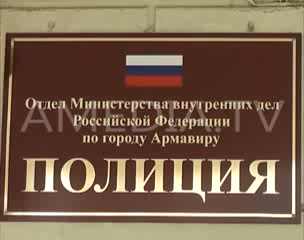 Отдел Министерства внутренних дел
Российской Федерации
AMEDIA.TV
по городу Армавиру
ПОЛИЦИЯ